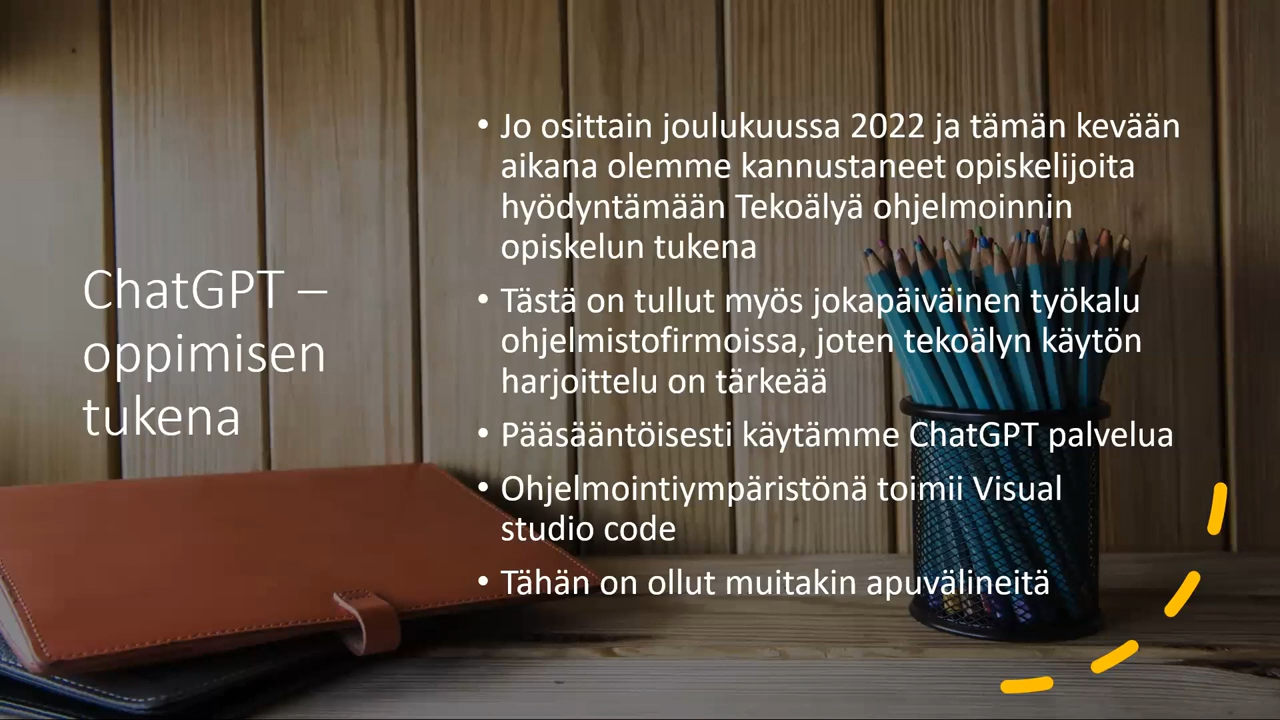 ChatGPT –
oppimisen
tukena
• Jo osittain joulukuussa 2022 ja tämän kevään
aikana olemme kannustaneet opiskelijoita
hyödyntämään Tekoälyä ohjelmoinnin
opiskelun tukena
• Tästä on tullut myös jokapäiväinen työkalu
ohjelmistofirmoissa, joten tekoälyn käytön
harjoittelu on tärkeää
• Pääsääntöisesti käytämme ChatGPT palvelua
• Ohjelmointiympäristönä toimii Visual
studio code
• Tähän on ollut muitakin apuvälineitä